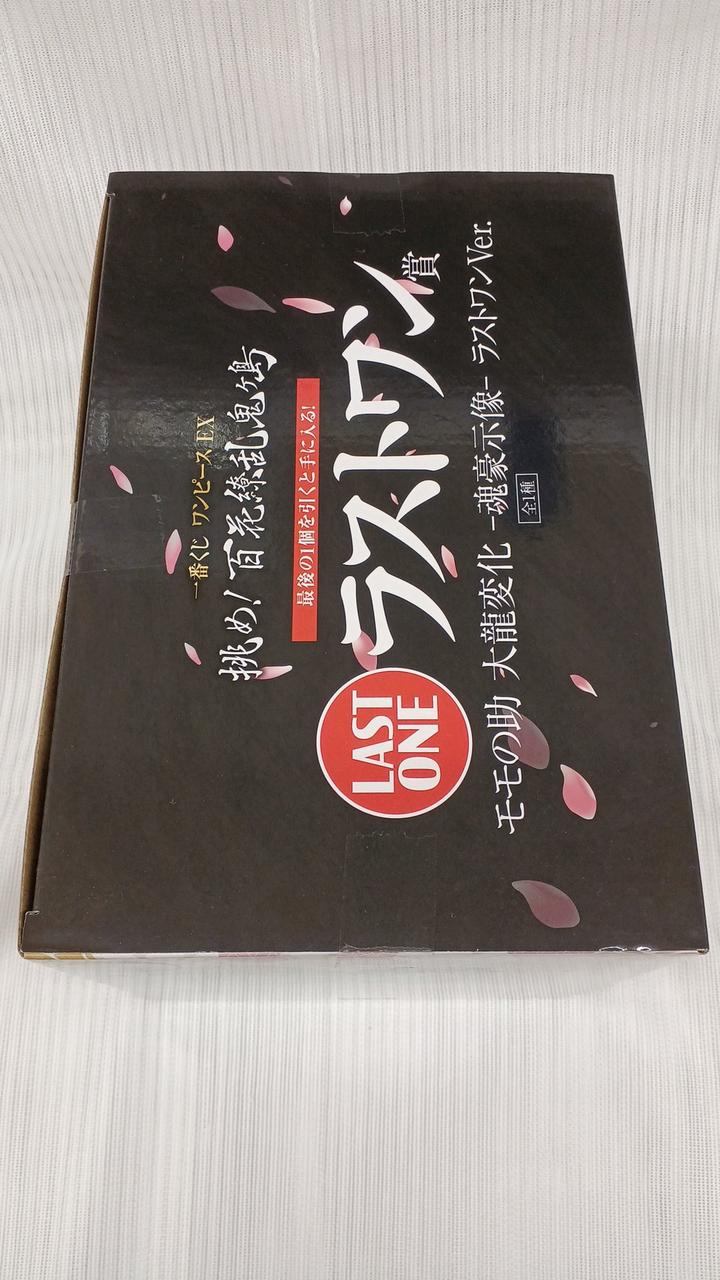 一番くじ ワンピース EX
挑め!百花繚乱鬼ヶ島
最後の1個を引くと手に入る!
LAST
ONE
ラストワン賞
モモの助 大龍変化 -魂豪示像- ラストワンVer.
全1種